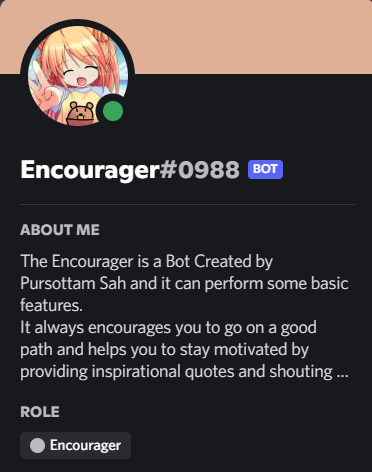 Encourager#0988 BOT
ABOUT ME
The Encourager is a Bot Created by
Pursottam Sah and it can perform some basic
features.
It always encourages you to go on a good
path and helps you to stay motivated by
providing inspirational quotes and shouting ...
ROLE
Encourager